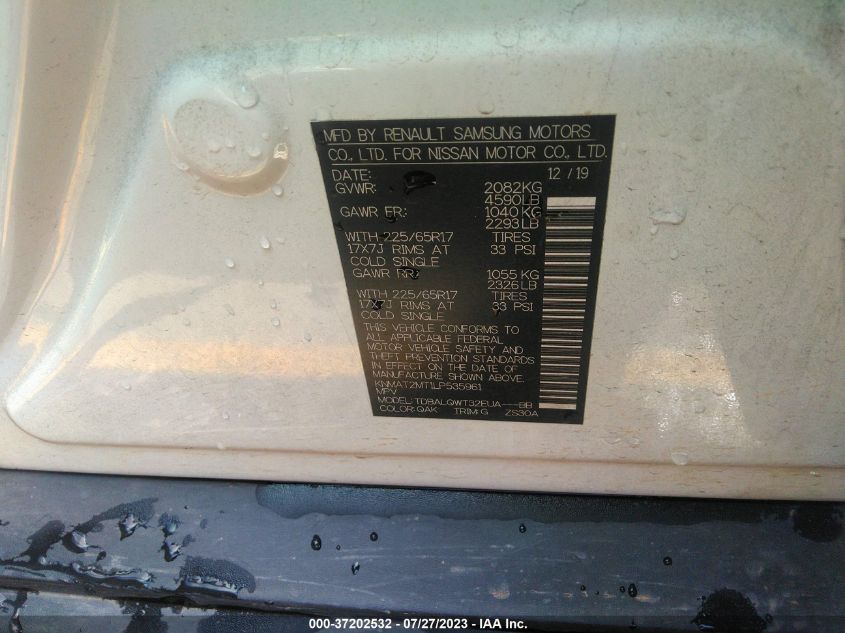 MFD BY RENAULT SAMSUNG MOTORS
CO., LTD. FOR NISSAN MOTOR CO., LTD.
DATE: 12 / 19
GVWR: 2082KG
4590LB
GAWR FR: 1040 KG
2293LB
WITH 225/65R17 TIRES
17X7J RIMS AT 33 PSI
COLD SINGLE
GAWR RR: 1055 KG
2326LB
WITH 225/65R17 TIRES
17X7J RIMS AT 33 PSI
COLD SINGLE
THIS VEHICLE CONFORMS TO
ALL APPLICABLE FEDERAL
MOTOR VEHICLE SAFETY AND
THEFT PREVENTION STANDARDS
IN EFFECT ON THE DATE OF
MANUFACTURE SHOWN ABOVE.
KNMAT2MT1LP535961
MPV
MODEL: TDBALQWT32EUA---BB
COLOR: QAK TRIM: G ZS30A
000-37202532 - 07/27/2023 - IAA Inc.